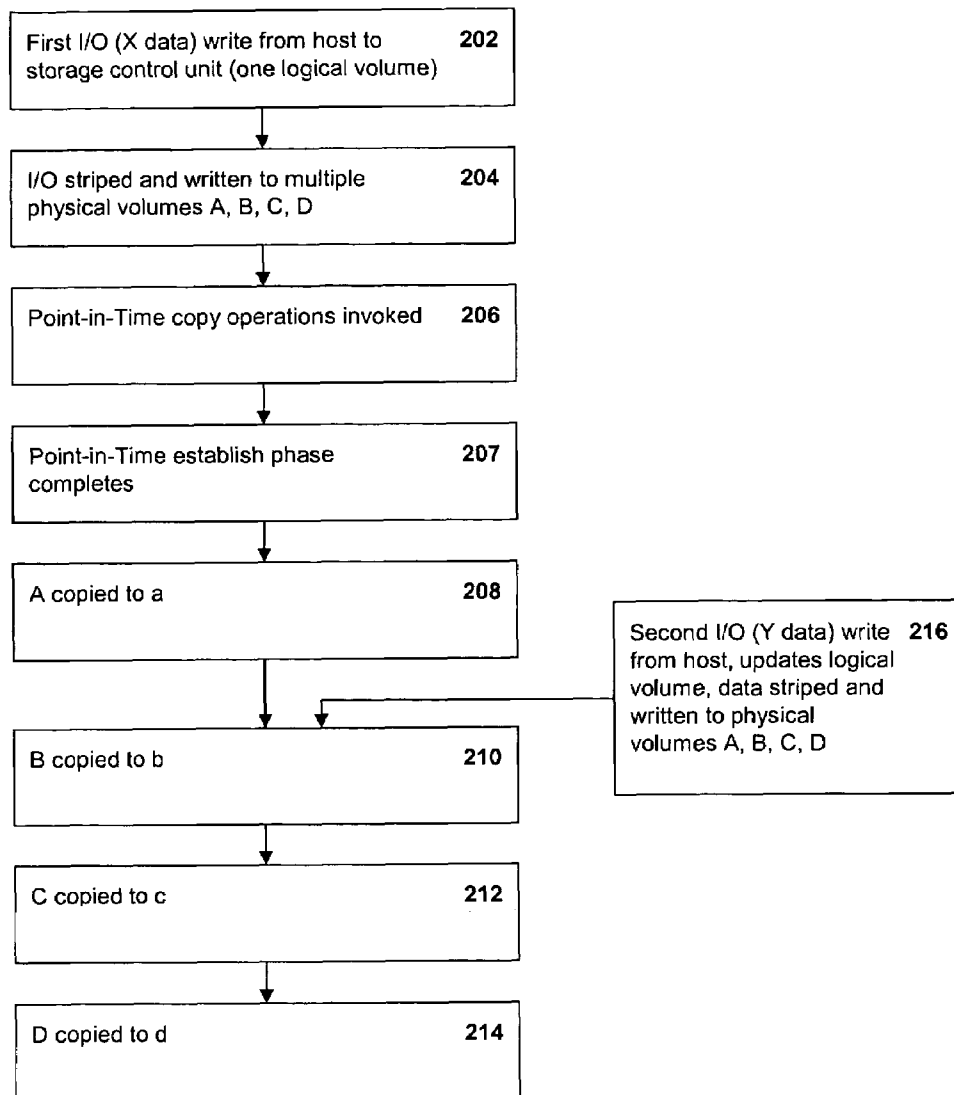 First I/O (X data) write from host to 202
storage control unit (one logical volume)
I/O striped and written to multiple 204
physical volumes A, B, C, D
Point-in-Time copy operations invoked 206
Point-in-Time establish phase 207
completes
A copied to a 208
Second I/O (Y data) write 216
from host, updates logical
volume, data striped and
written to physical
volumes A, B, C, D
B copied to b 210
C copied to c 212
D copied to d 214